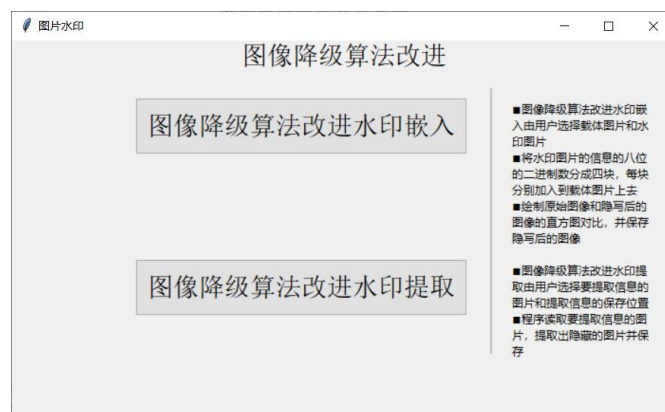 图片水印
图像降级算法改进
图像降级算法改进水印嵌入
图像降级算法改进水印提取
■图像降级算法改进水印嵌
入由用户选择载体图片和水
印图片
■将水印图片的信息的八位
的二进制数分成四块，每块
分别加入到载体图片上去
■绘制原始图像和隐写后的
图像的直方图对比，并保存
隐写后的图像
■图像降级算法改进水印提
取由用户选择要提取信息的
图片和提取信息的保存位置
■程序读取要提取信息的图
片，提取出隐藏的图片并保
存